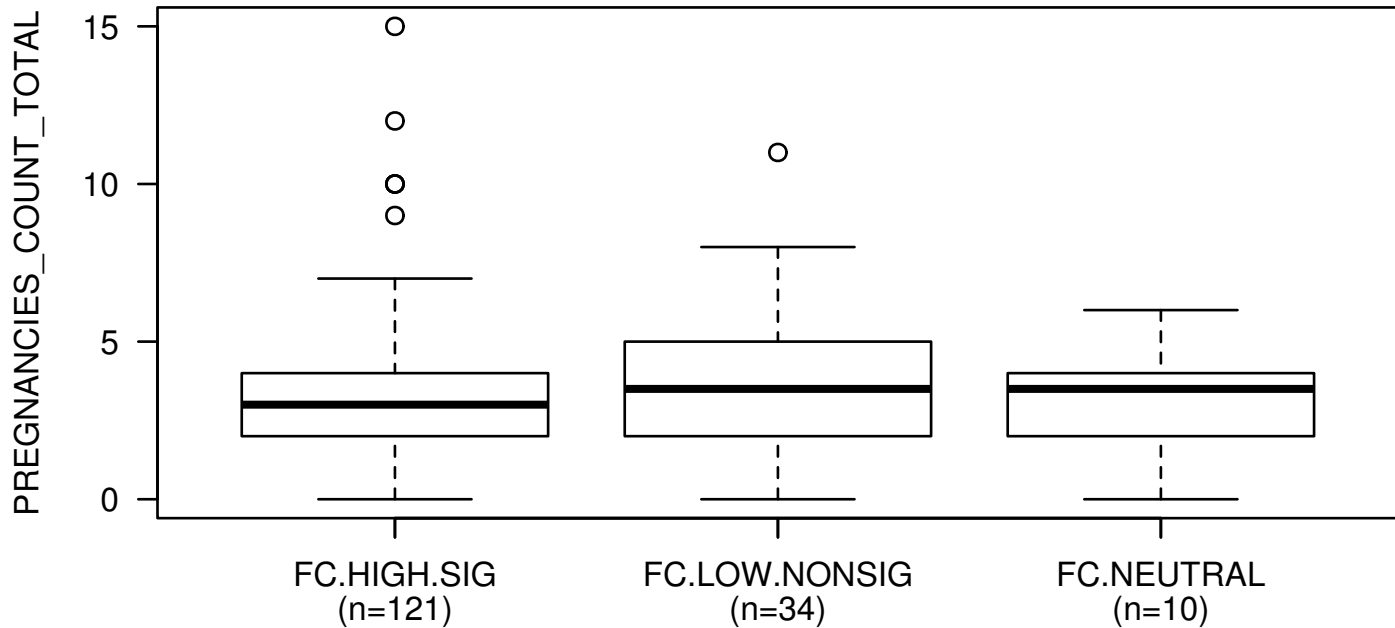 PREGNANCIES_COUNT_TOTAL
15
10
5
0
FC.HIGH.SIG
(n=121)
FC.LOW.NONSIG
(n=34)
FC.NEUTRAL
(n=10)